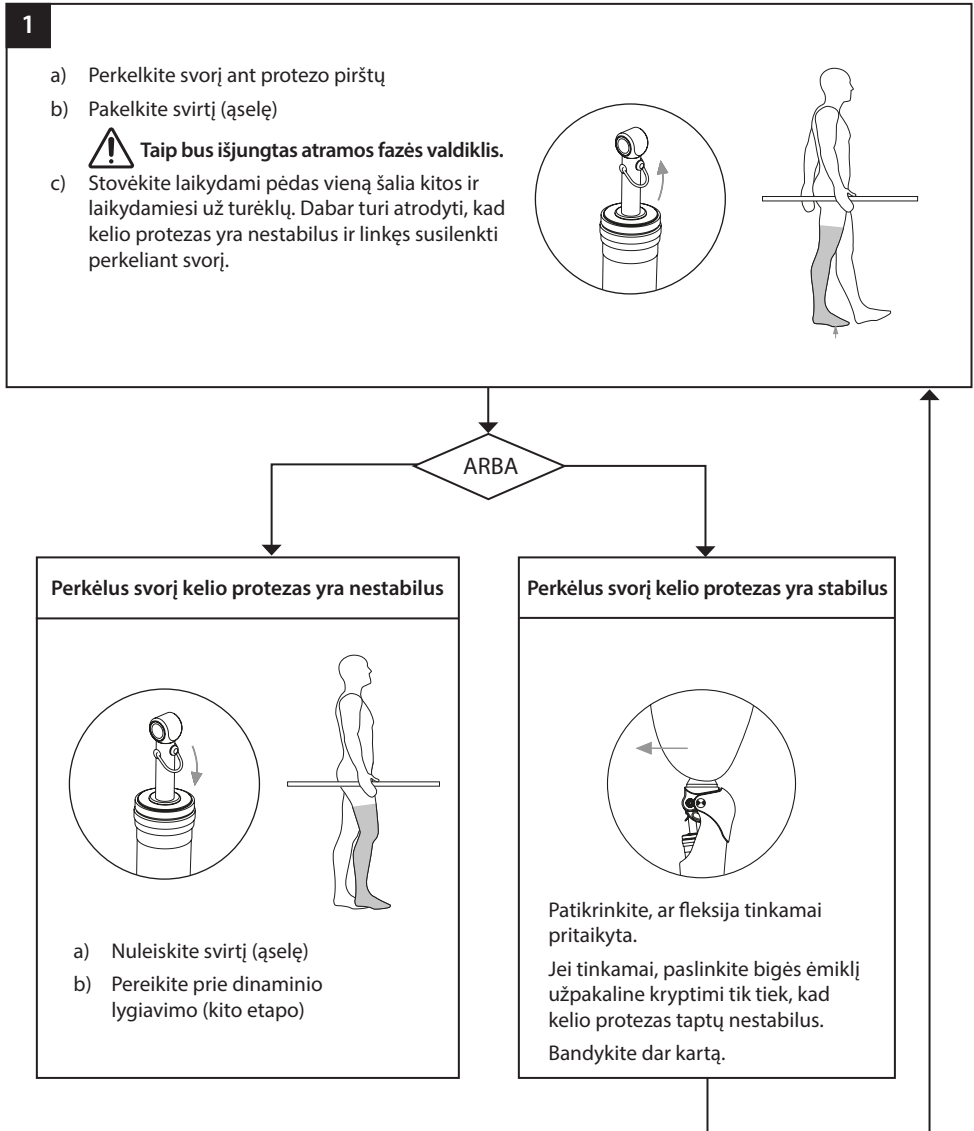 1
a) Perkelkite svorį ant protezo pirštų
b) Pakelkite svirtį (ąselę)
Taip bus išjungtas atramos fazės valdiklis.
c) Stovėkite laikydami pėdas vieną šalia kitos ir
laikydamiesi už turėklų. Dabar turi atrodyti, kad
kelio protezas yra nestabilus ir linkęs susilenkti
perkeliant svorį.
ARBA
Perkėlus svorį kelio protezas yra nestabilus
a) Nuleiskite svirtį (ąselę)
b) Pereikite prie dinaminio
lygiavimo (kito etapo)
Perkėlus svorį kelio protezas yra stabilus
Patikrinkite, ar fleksija tinkamai
pritaikyta.
Jei tinkamai, paslinkite bigės ėmiklį
užpakaline kryptimi tik tiek, kad
kelio protezas taptų nestabilus.
Bandykite dar kartą.